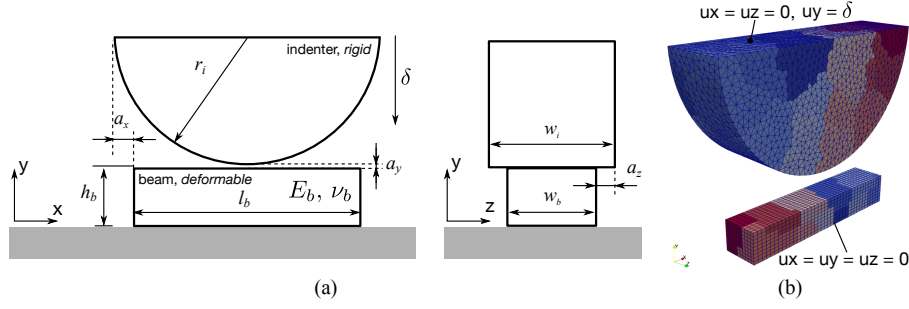 indenter, rigid
r_i
δ
a_x
a_y
y
x
h_b
beam, deformable
E_b, ν_b
l_b
w_i
a_z
y
z
w_b
(a)
ux = uz = 0, uy = δ
ux = uy = uz = 0
(b)